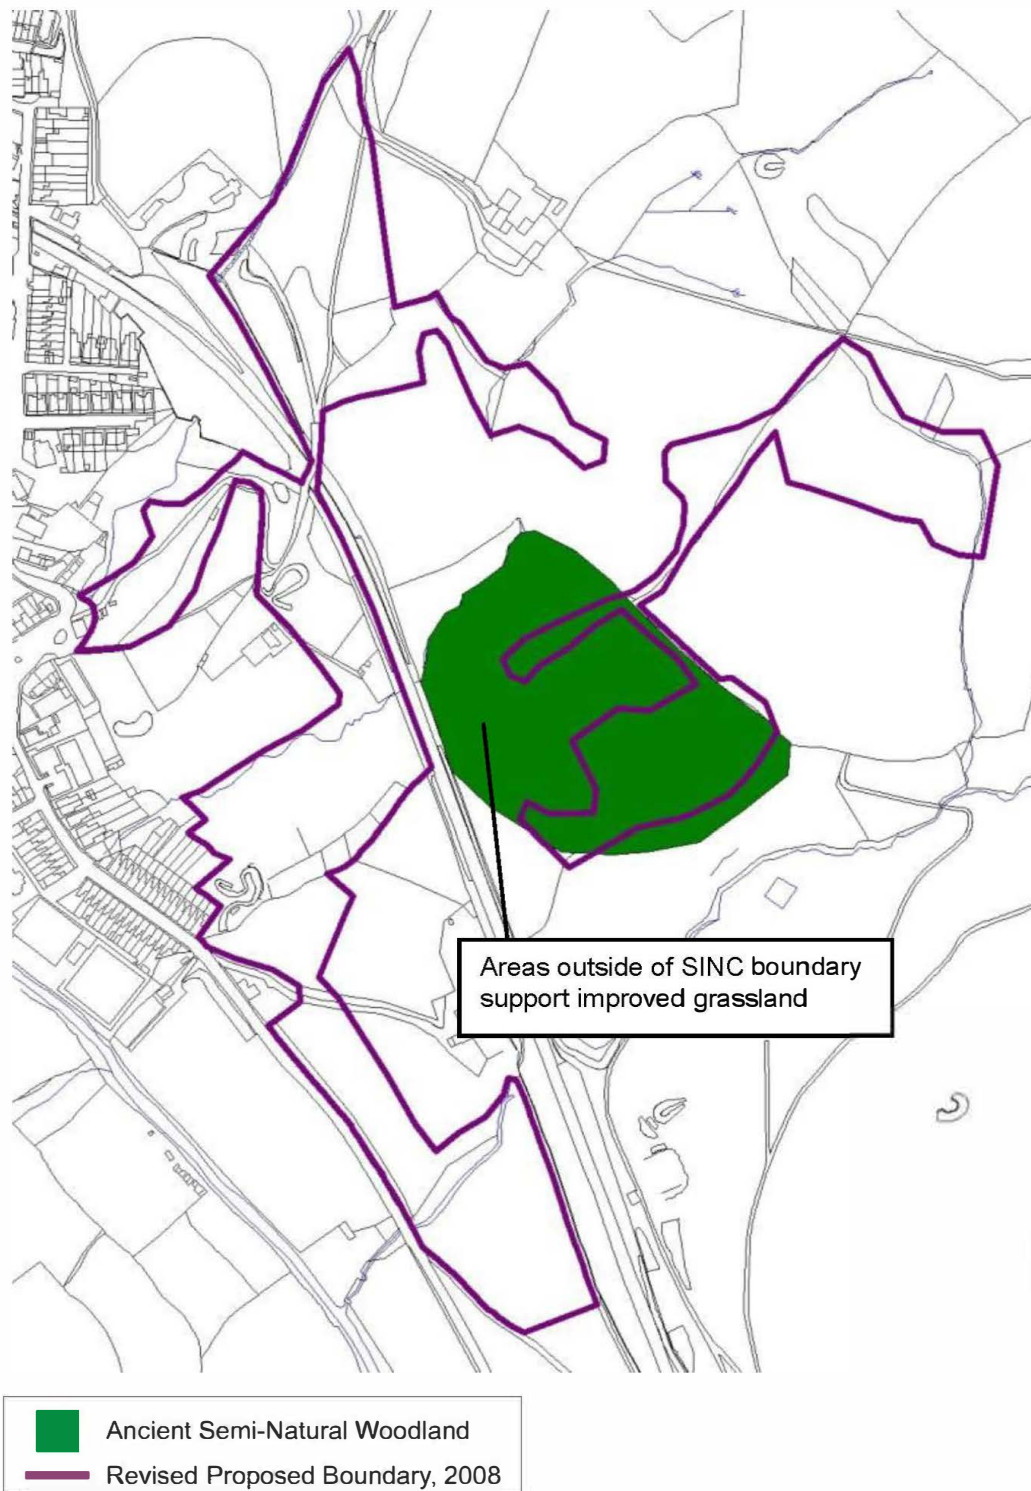 Areas outside of SINC boundary
support improved grassland
Ancient Semi-Natural Woodland
Revised Proposed Boundary, 2008